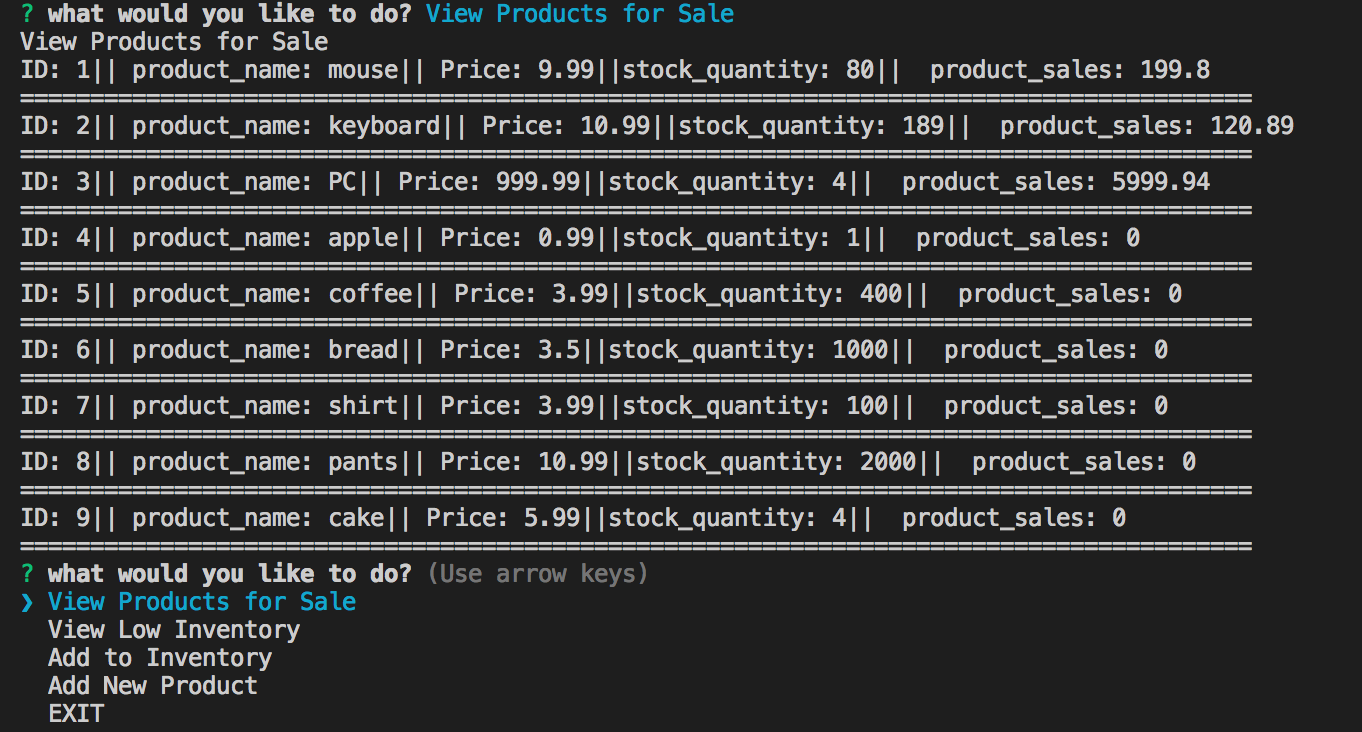 ? what would you like to do? View Products for Sale
View Products for Sale
ID: 1|| product_name: mouse|| Price: 9.99||stock_quantity: 80||  product_sales: 199.8
========================================================================================
ID: 2|| product_name: keyboard|| Price: 10.99||stock_quantity: 189||  product_sales: 120.89
========================================================================================
ID: 3|| product_name: PC|| Price: 999.99||stock_quantity: 4||  product_sales: 5999.94
========================================================================================
ID: 4|| product_name: apple|| Price: 0.99||stock_quantity: 1||  product_sales: 0
========================================================================================
ID: 5|| product_name: coffee|| Price: 3.99||stock_quantity: 400||  product_sales: 0
========================================================================================
ID: 6|| product_name: bread|| Price: 3.5||stock_quantity: 1000||  product_sales: 0
========================================================================================
ID: 7|| product_name: shirt|| Price: 3.99||stock_quantity: 100||  product_sales: 0
========================================================================================
ID: 8|| product_name: pants|| Price: 10.99||stock_quantity: 2000||  product_sales: 0
========================================================================================
ID: 9|| product_name: cake|| Price: 5.99||stock_quantity: 4||  product_sales: 0
========================================================================================
? what would you like to do? (Use arrow keys)
❯ View Products for Sale
  View Low Inventory
  Add to Inventory
  Add New Product
  EXIT